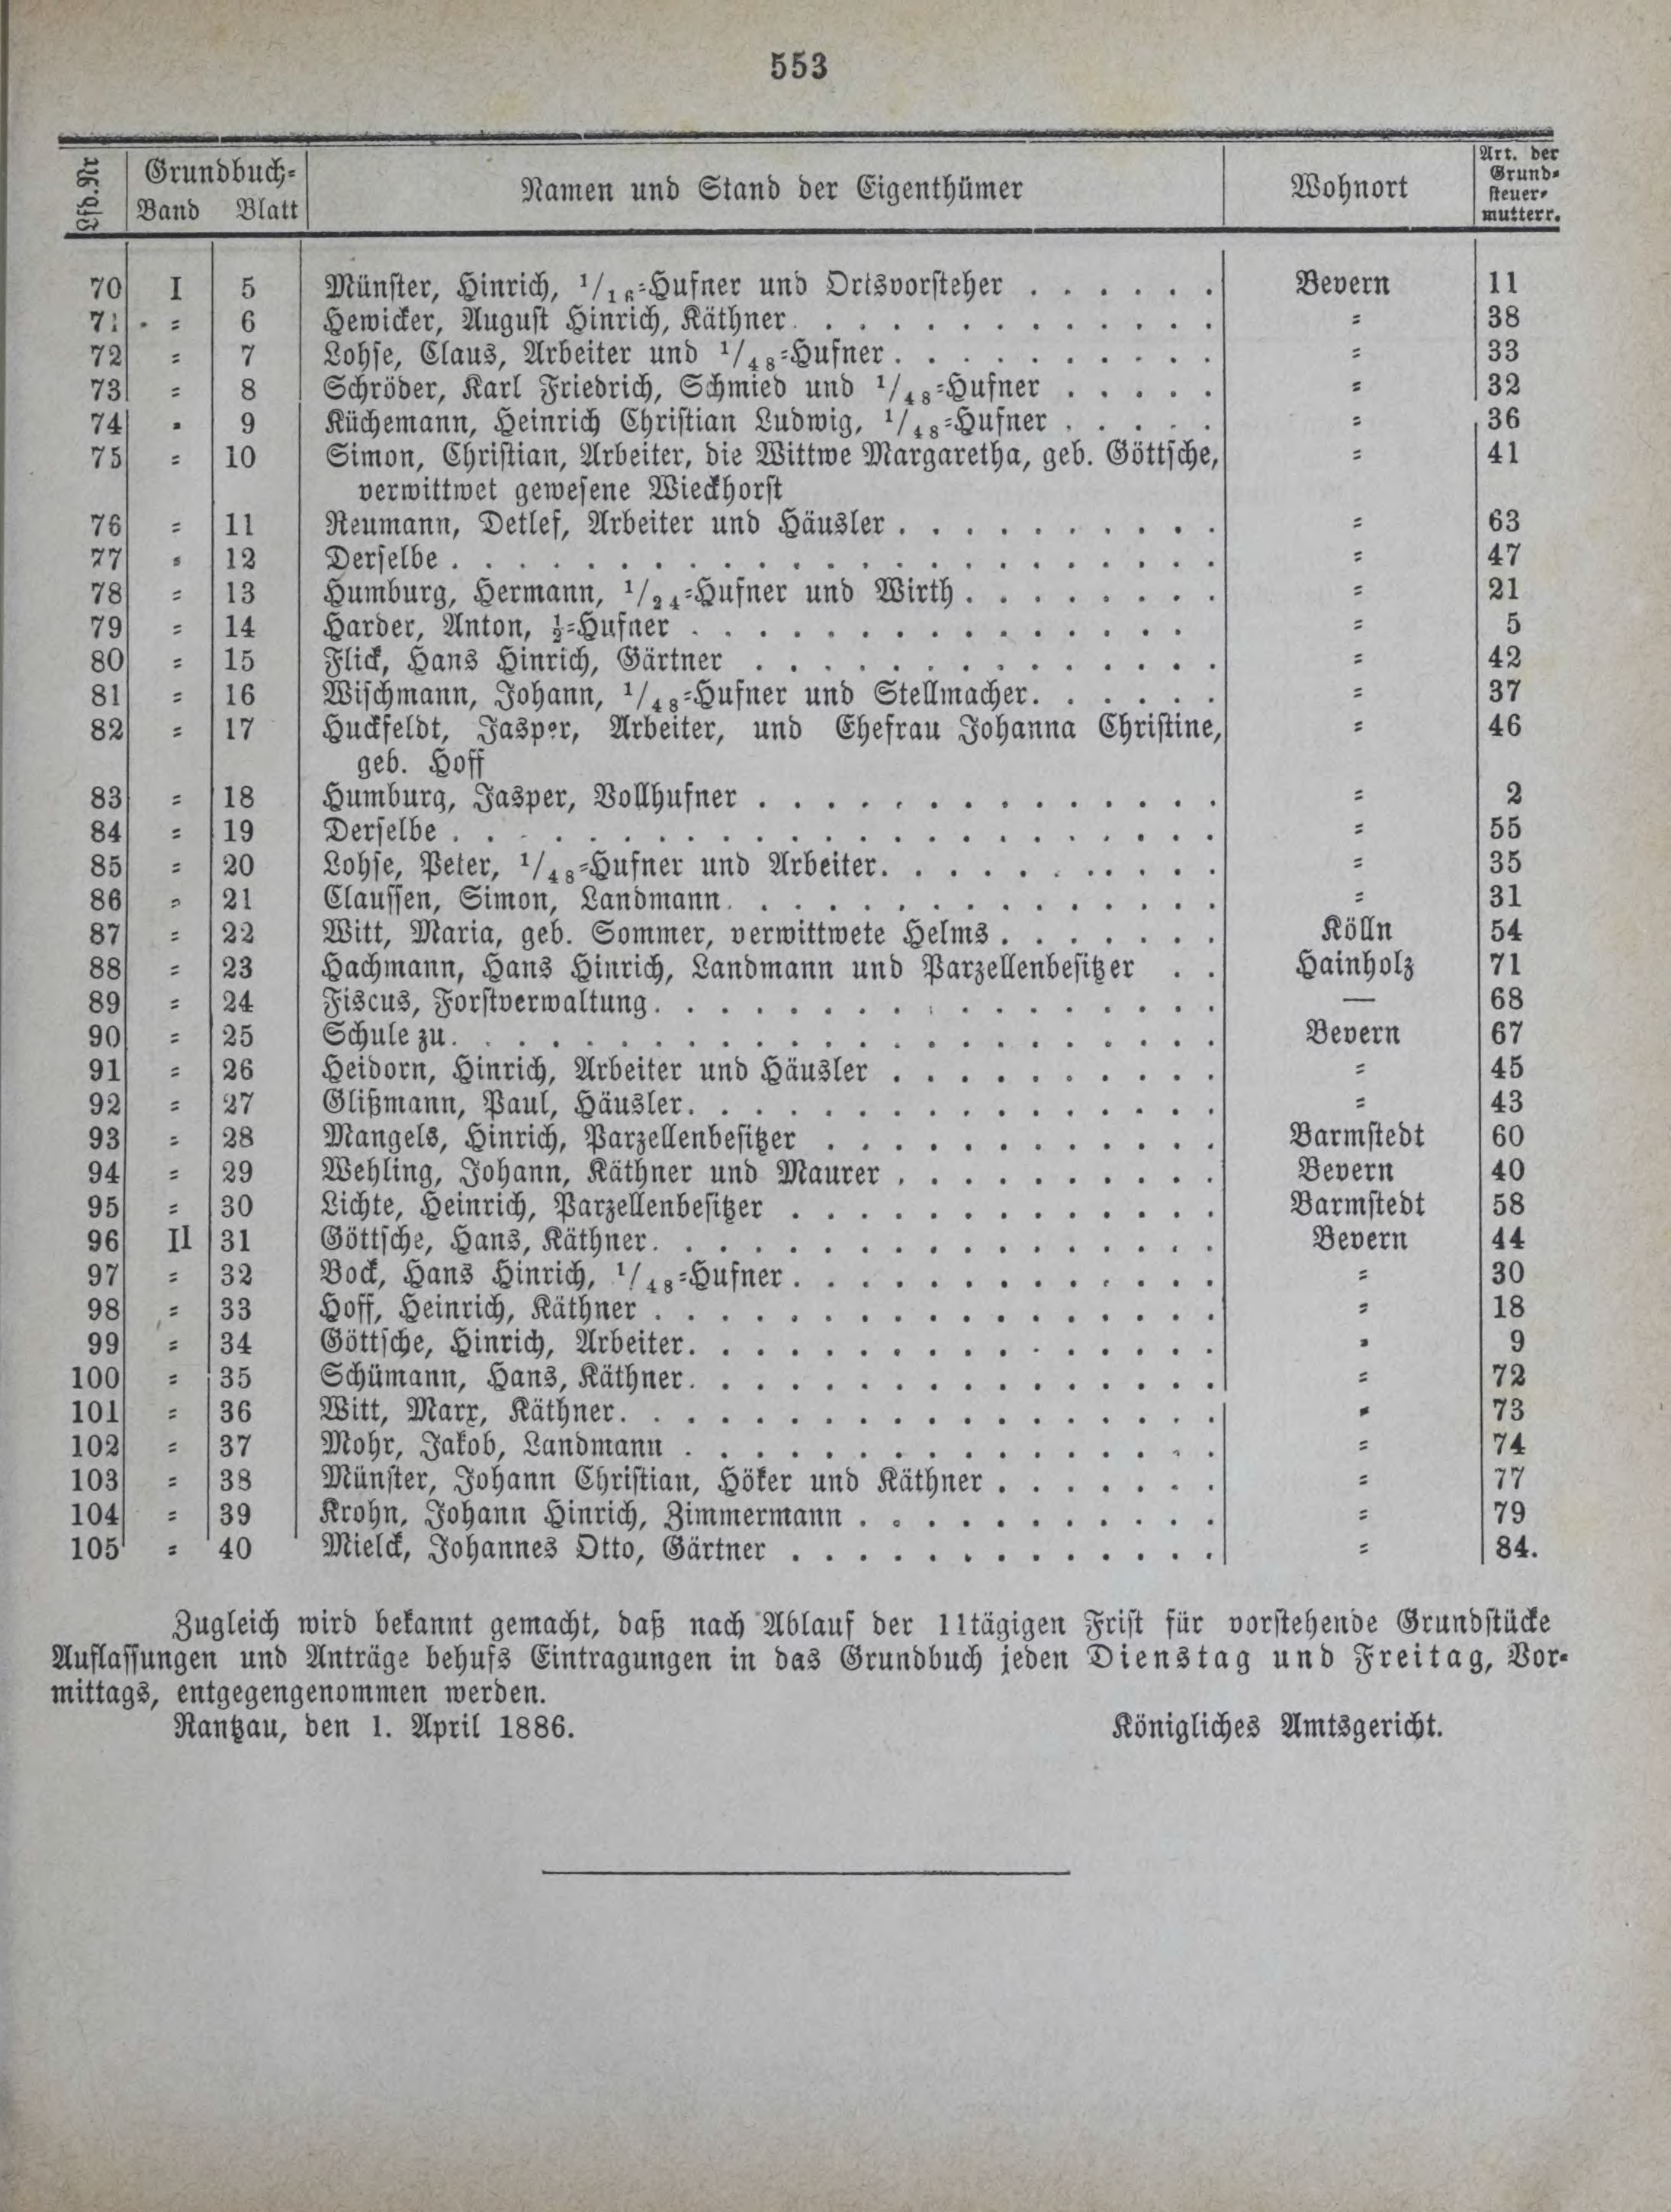 553
Lfd. Nr Grundbuch= Band Blatt Namen und Stand der Eigenthümer Wohnort Art. der Grund= steuer= mutterr.
70 I 5 Münster, Hinrich, 1/16=Hufner und Ortsvorsteher . . . . . . Bevern 11
71 = 6 Hewicker, August Hinrich, Käthner . . . . . . = 38
72 = 7 Lohse, Claus, Arbeiter und 1/48=Hufner . . . . . . = 33
73 = 8 Schröder, Karl Friedrich, Schmied und 1/48=Hufner . . . . . = 32
74 = 9 Küchemann, Heinrich Christian Ludwig, 1/48=Hufner . . . . . = 36
75 = 10 Simon, Christian, Arbeiter, die Wittwe Margaretha, geb. Göttsche, = 41
verwittwet gewesene Wieckhorst
76 = 11 Neumann, Detlef, Arbeiter und Häusler . . . . . . = 63
77 = 12 Derselbe . . . . . . = 47
78 = 13 Humburg, Hermann, 1/24=Hufner und Wirth . . . . . . = 21
79 = 14 Harder, Anton, ½=Hufner . . . . . . = 5
80 = 15 Flick, Hans Hinrich, Gärtner . . . . . . = 42
81 = 16 Wischmann, Johann, 1/48=Hufner und Stellmacher . . . . . . = 37
82 = 17 Huckfeldt, Jasper, Arbeiter, und Ehefrau Johanna Christine, = 46
geb. Hoff
83 = 18 Humburg, Jasper, Vollhufner . . . . . . = 2
84 = 19 Derselbe . . . . . . = 55
85 = 20 Lohse, Peter, 1/48=Hufner und Arbeiter . . . . . . = 35
86 = 21 Claussen, Simon, Landmann . . . . . . = 31
87 = 22 Witt, Maria, geb. Sommer, verwittwete Helms . . . . . . Kölln 54
88 = 23 Hachmann, Hans Hinrich, Landmann und Parzellenbesitzer . . Hainholz 71
89 = 24 Fiscus, Forstverwaltung . . . . . . — 68
90 = 25 Schule zu . . . . . . Bevern 67
91 = 26 Heidorn, Hinrich, Arbeiter und Häusler . . . . . . = 45
92 = 27 Glißmann, Paul, Häusler . . . . . . = 43
93 = 28 Mangels, Hinrich, Parzellenbesitzer . . . . . . Barmstedt 60
94 = 29 Wehling, Johann, Käthner und Maurer . . . . . . Bevern 40
95 = 30 Lichte, Heinrich, Parzellenbesitzer . . . . . . Barmstedt 58
96 II 31 Göttsche, Hans, Käthner . . . . . . Bevern 44
97 = 32 Bock, Hans Hinrich, 1/48=Hufner . . . . . . = 30
98 = 33 Hoff, Heinrich, Käthner . . . . . . = 18
99 = 34 Göttsche, Hinrich, Arbeiter . . . . . . = 9
100 = 35 Schümann, Hans, Käthner . . . . . . = 72
101 = 36 Witt, Marx, Käthner . . . . . . = 73
102 = 37 Mohr, Jakob, Landmann . . . . . . = 74
103 = 38 Münster, Johann Christian, Höker und Käthner . . . . . . = 77
104 = 39 Krohn, Johann Hinrich, Zimmermann . . . . . . = 79
105 = 40 Mielck, Johannes Otto, Gärtner . . . . . . = 84.
Zugleich wird bekannt gemacht, daß nach Ablauf der 11tägigen Frist für vorstehende Grundstücke
Auflassungen und Anträge behufs Eintragungen in das Grundbuch jeden Dienstag und Freitag, Vor=
mittags, entgegengenommen werden.
Rantzau, den 1. April 1886. Königliches Amtsgericht.